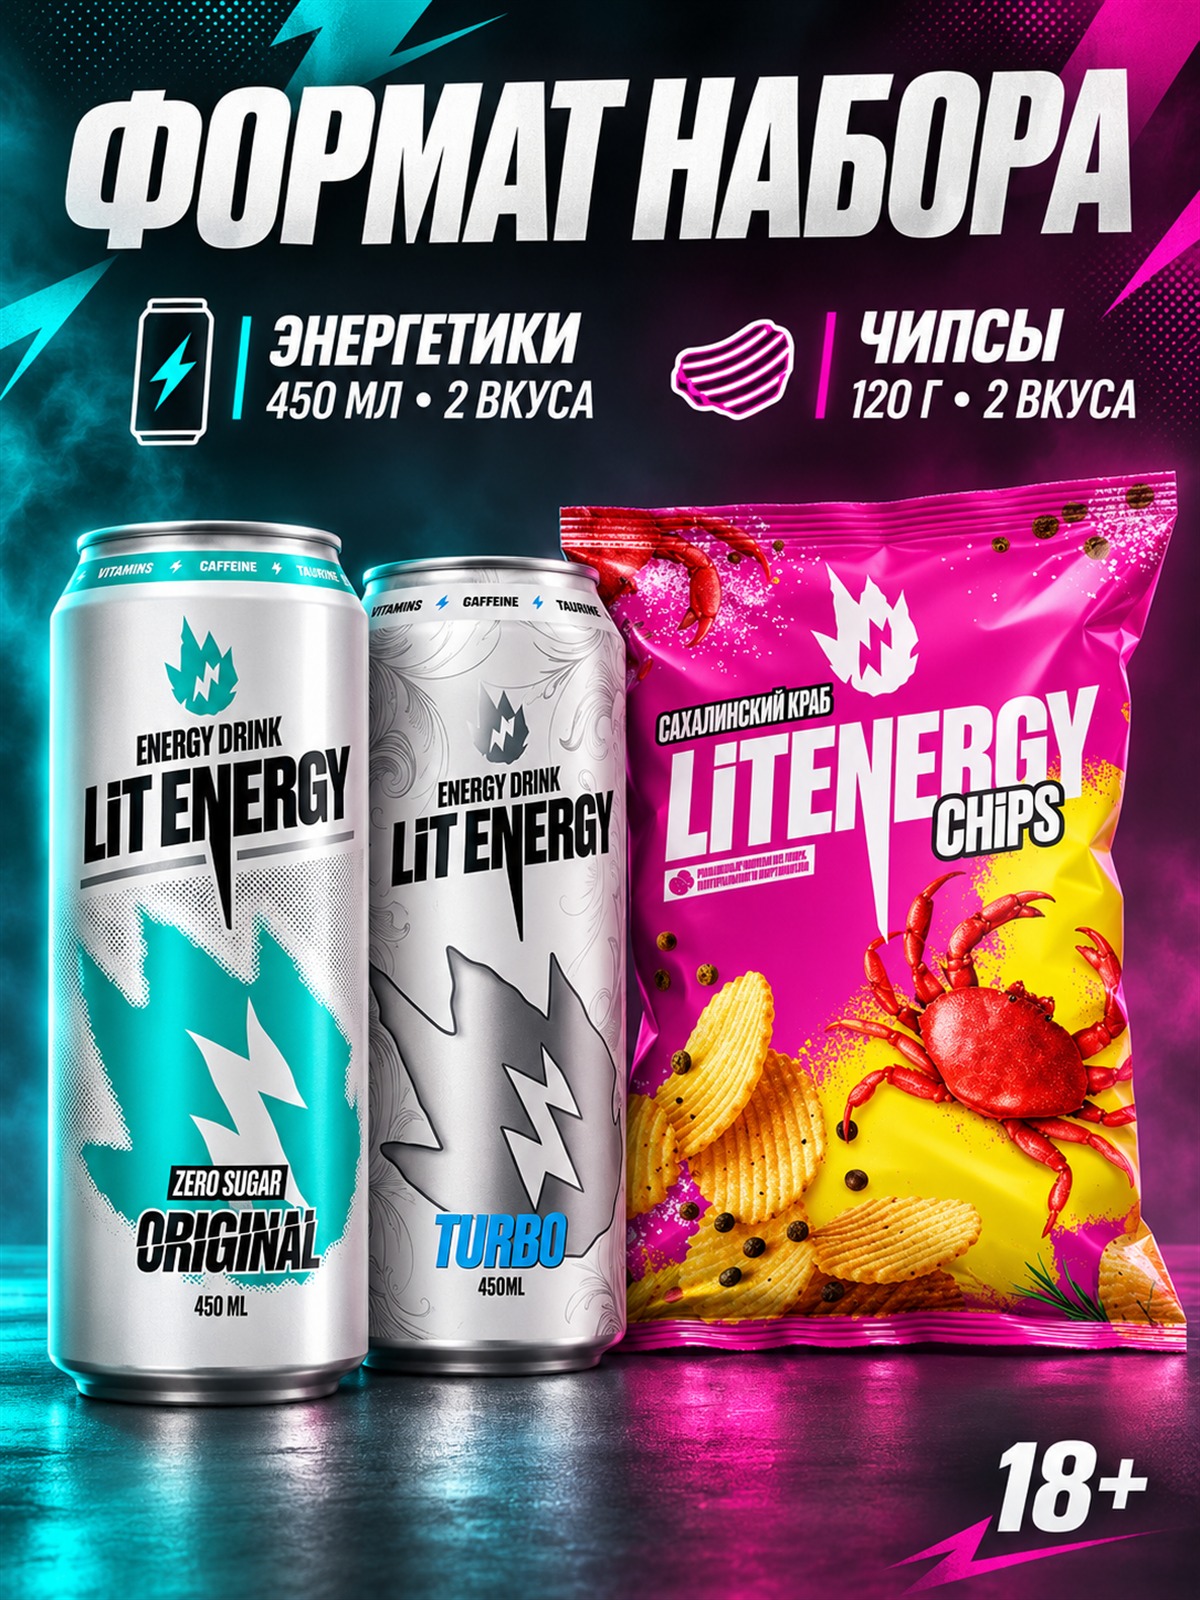 ФОРМАТ НАБОРА
ЭНЕРГЕТИКИ
450 МЛ • 2 ВКУСА
ЧИПСЫ
120 Г • 2 ВКУСА
VITAMINS CAFFEINE TAURINE
ENERGY DRINK
LiT ENERGY
ZERO SUGAR
ORIGINAL
450 ML
VITAMINS GAFFEINE TAURINE
ENERGY DRINK
LiT ENERGY
TURBO
450ML
САХАЛИНСКИЙ КРАБ
LiTENERGY
CHiPS
18+